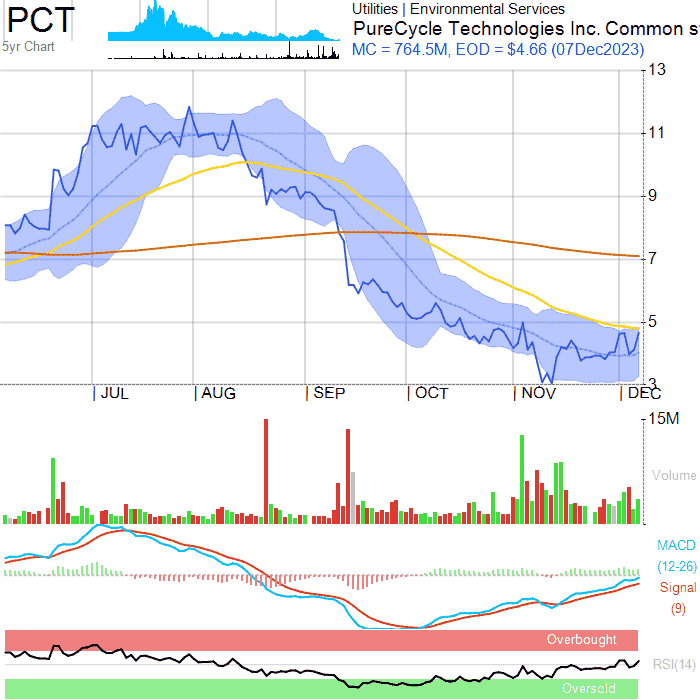 PCT
5yr Chart
Utilities | Environmental Services
PureCycle Technologies Inc. Common s
MC = 764.5M, EOD = $4.66 (07Dec2023)
13
11
9
7
5
3
JUL
AUG
SEP
OCT
NOV
DEC
15M
Volume
MACD
(12-26)
Signal
(9)
Overbought
RSI(14)
Oversold